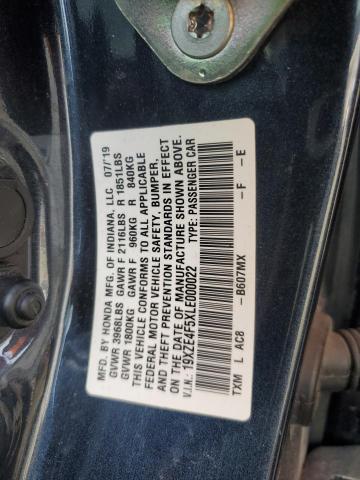 MFD. BY HONDA MFG. OF INDIANA, LLC 07/19
GVWR 3968LBS GAWR F 2116LBS R 1851LBS
GVWR 1800KG GAWR F 960KG R 840KG
THIS VEHICLE CONFORMS TO ALL APPLICABLE
FEDERAL MOTOR VEHICLE SAFETY, BUMPER,
AND THEFT PREVENTION STANDARDS IN EFFECT
ON THE DATE OF MANUFACTURE SHOWN ABOVE.
V.I.N.: 19XZE4F5XLE000022 TYPE: PASSENGER CAR
TXM L AC8 -B607MX -F -E